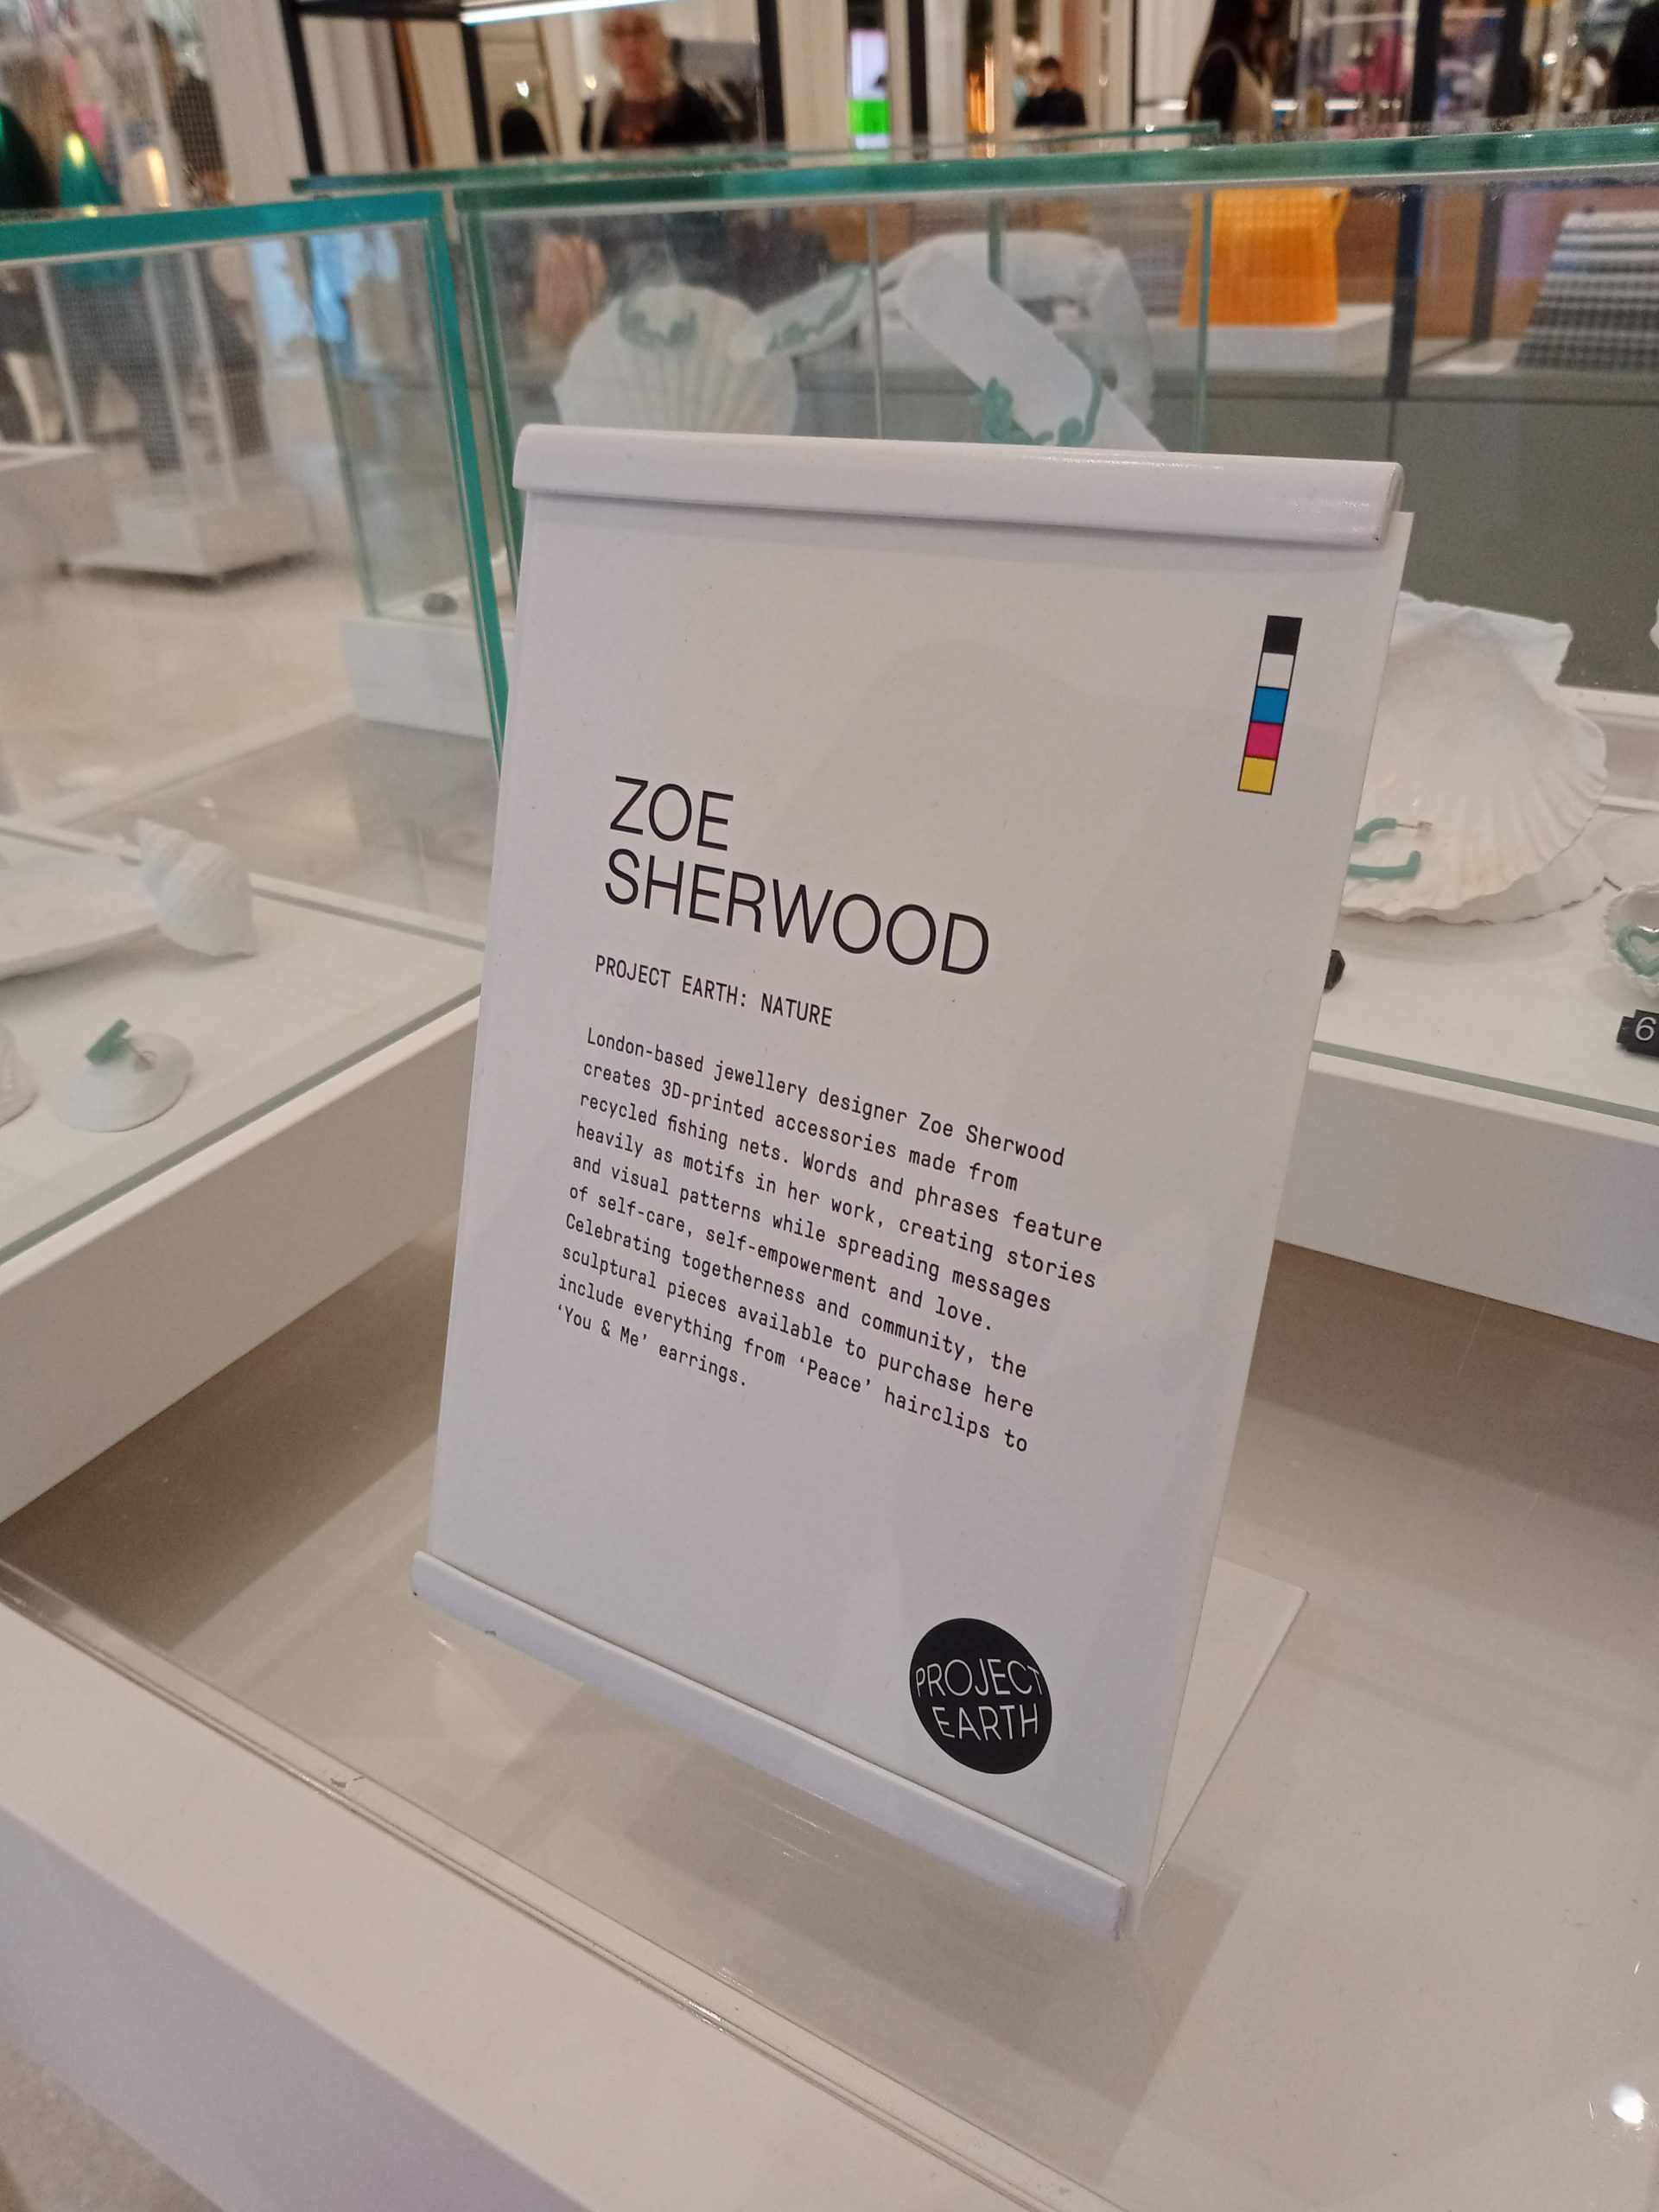 ZOE
SHERWOOD
PROJECT EARTH: NATURE
London-based jewellery designer Zoe Sherwood
creates 3D-printed accessories made from
recycled fishing nets. Words and phrases feature
heavily as motifs in her work, creating stories
and visual patterns while spreading messages
of self-care, self-empowerment and love.
Celebrating togetherness and community, the
sculptural pieces available to purchase here
include everything from ‘Peace’ hairclips to
‘You & Me’ earrings.
PROJECT
EARTH
6